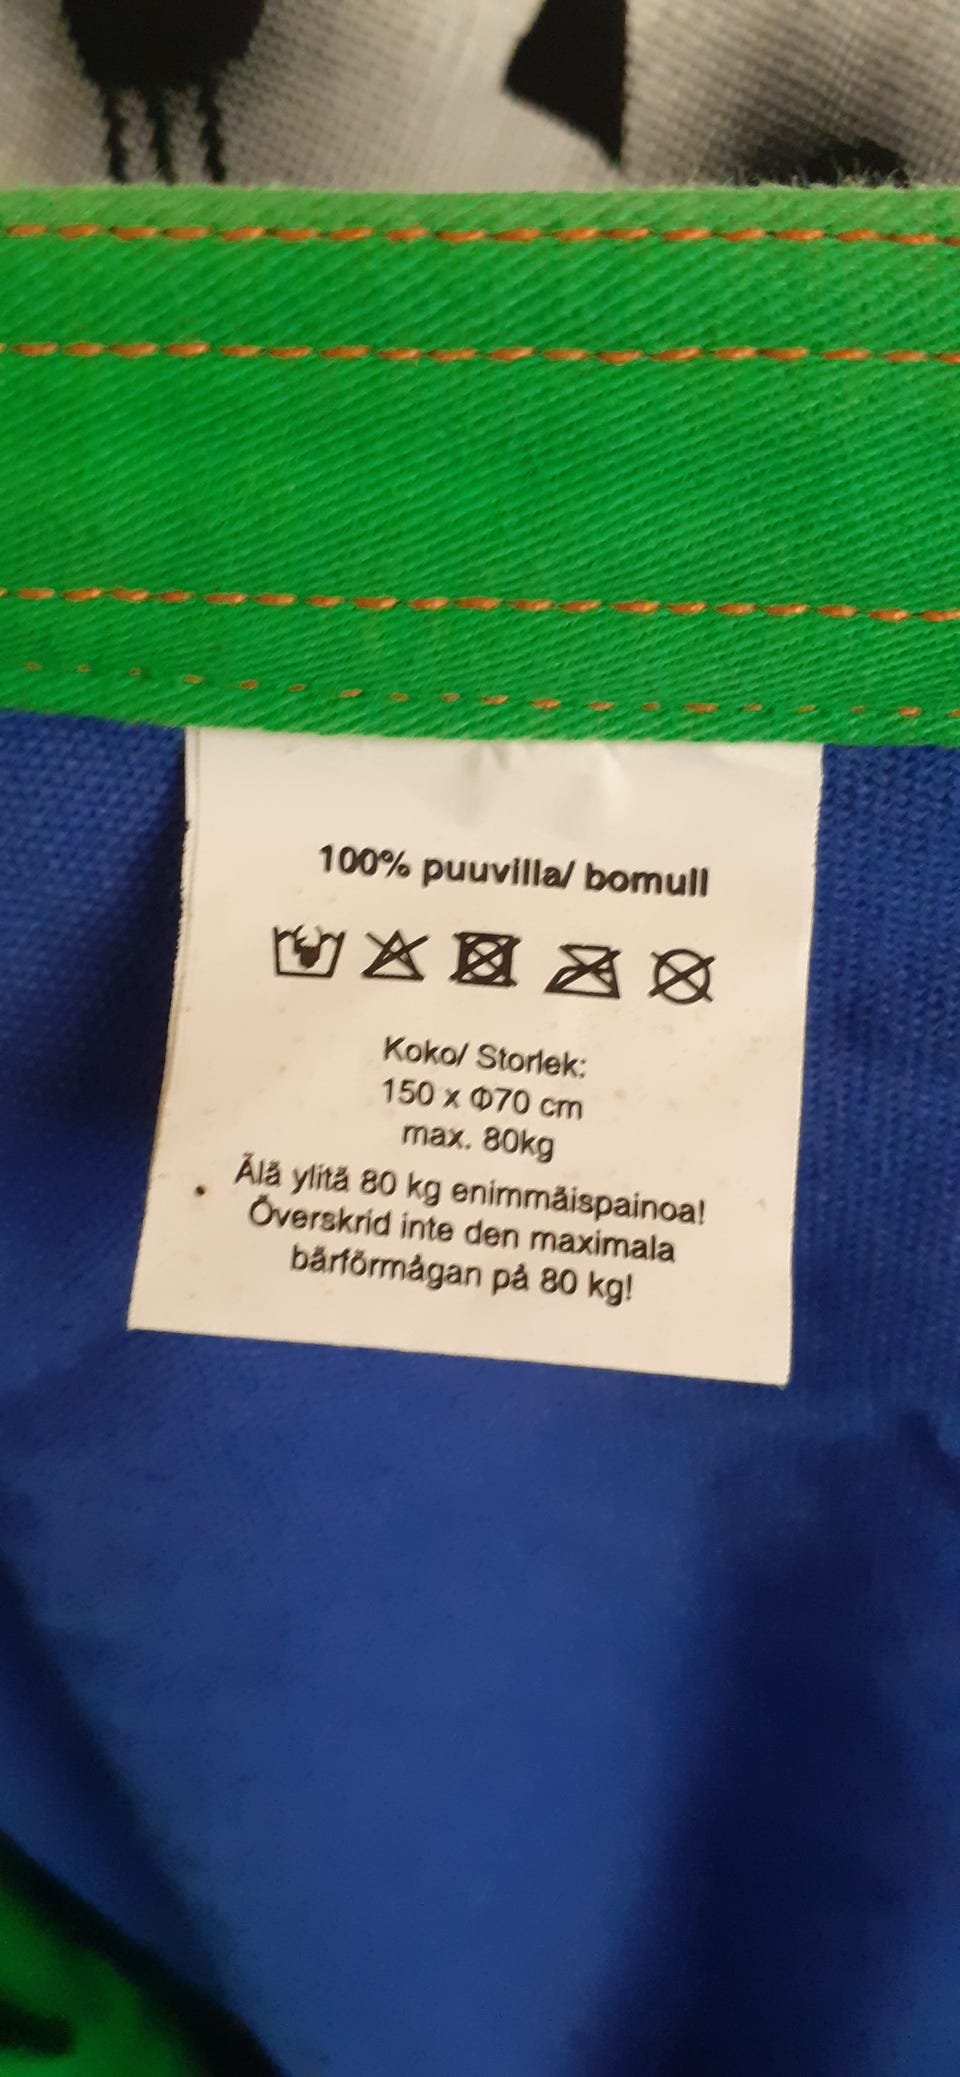 100% puuvilla/ bomull
Koko/ Storlek:
150 x Φ70 cm
max. 80kg
Älä ylitä 80 kg enimmäispainoa!
Överskrid inte den maximala
bärförmågan på 80 kg!